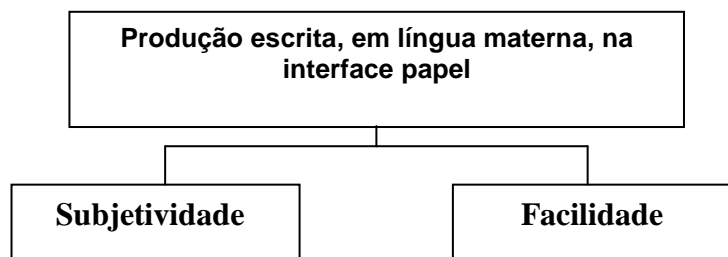 Produção escrita, em língua materna, na
interface papel
Subjetividade
Facilidade